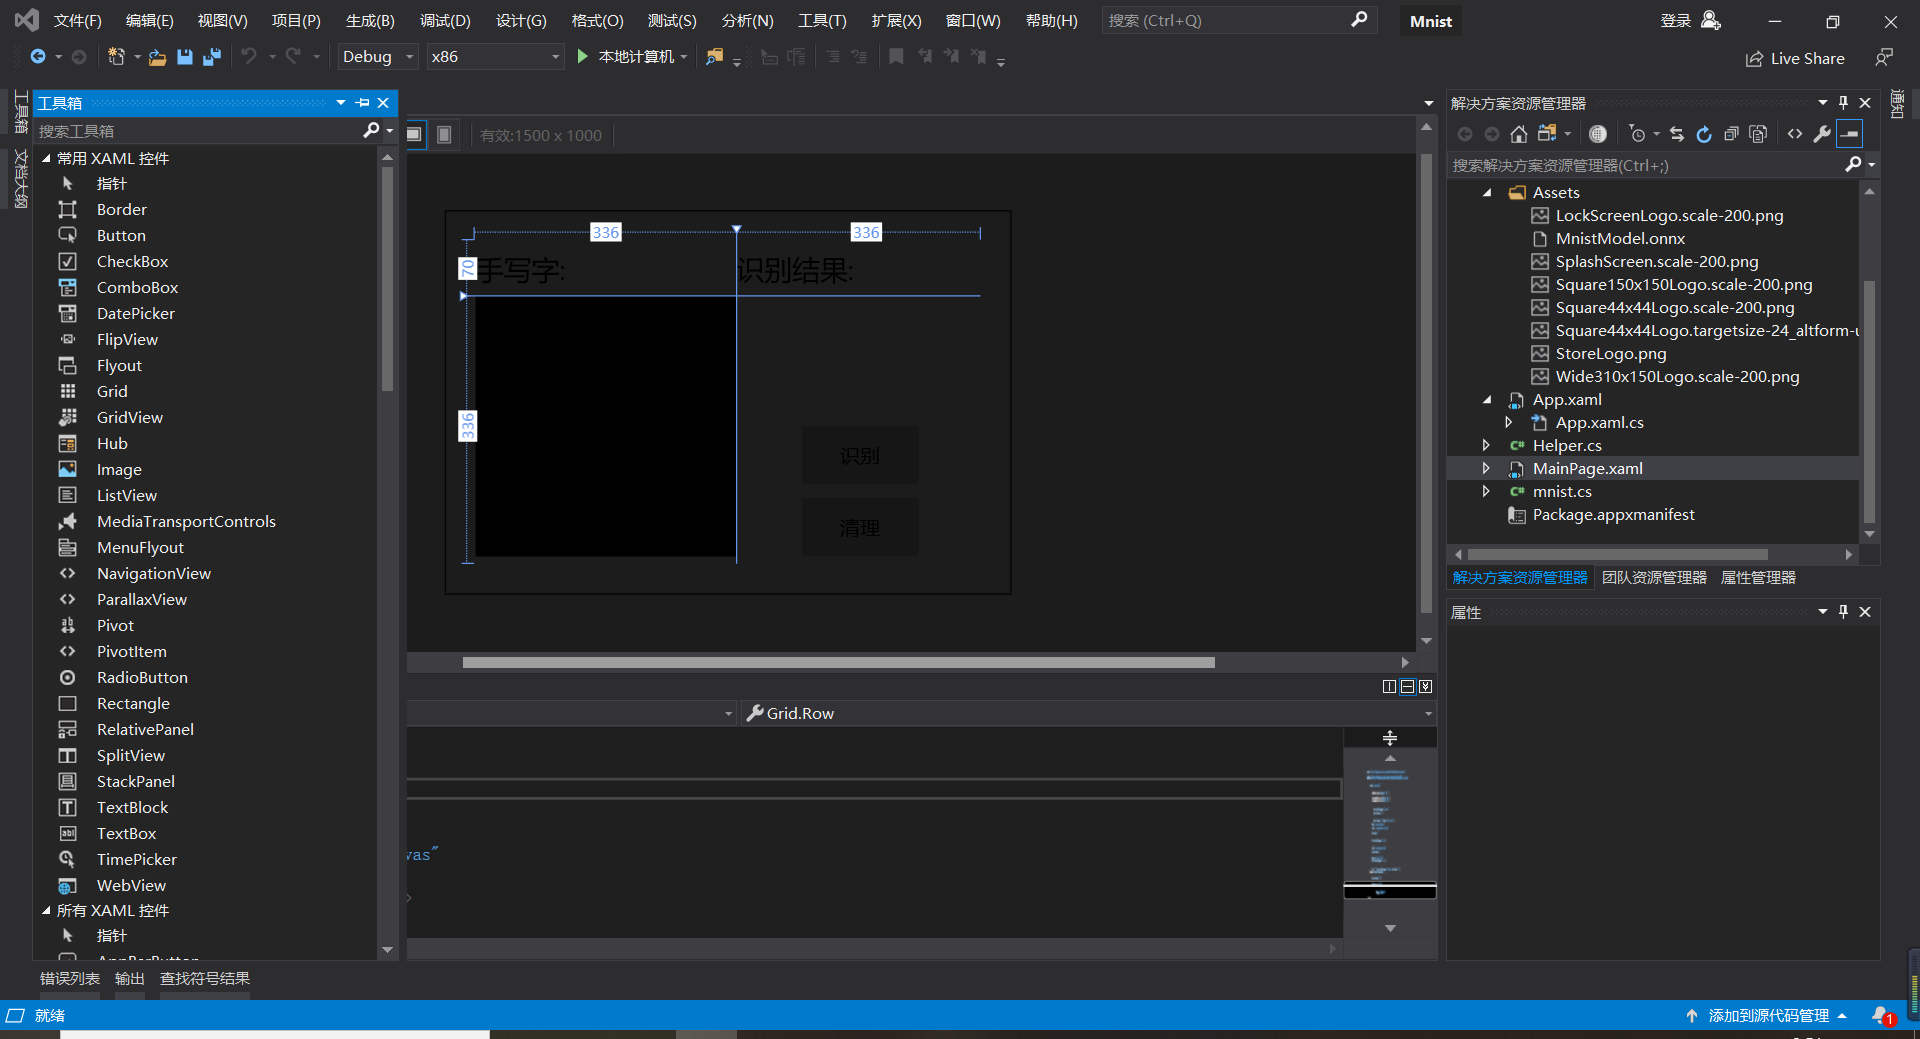 文件(F) 编辑(E) 视图(V) 项目(P) 生成(B) 调试(D) 设计(G) 格式(O) 测试(S) 分析(N) 工具(T) 扩展(X) 窗口(W) 帮助(H) 搜索 (Ctrl+Q) Mnist 登录
Debug x86 本地计算机 Live Share
工具箱
文档大纲
工具箱
搜索工具箱
常用 XAML 控件
指针
Border
Button
CheckBox
ComboBox
DatePicker
FlipView
Flyout
Grid
GridView
Hub
Image
ListView
MediaTransportControls
MenuFlyout
NavigationView
ParallaxView
Pivot
PivotItem
RadioButton
Rectangle
RelativePanel
SplitView
StackPanel
TextBlock
TextBox
TimePicker
WebView
所有 XAML 控件
指针
AppBarButton
有效:1500 x 1000
336 336
70
手写字: 识别结果:
336
识别
清理
Grid.Row
vas"
>
解决方案资源管理器
搜索解决方案资源管理器(Ctrl+;)
Assets
LockScreenLogo.scale-200.png
MnistModel.onnx
SplashScreen.scale-200.png
Square150x150Logo.scale-200.png
Square44x44Logo.scale-200.png
Square44x44Logo.targetsize-24_altform-u
StoreLogo.png
Wide310x150Logo.scale-200.png
App.xaml
App.xaml.cs
C# Helper.cs
MainPage.xaml
C# mnist.cs
Package.appxmanifest
解决方案资源管理器 团队资源管理器 属性管理器
属性
通知
错误列表 输出 查找符号结果
就绪 添加到源代码管理 1